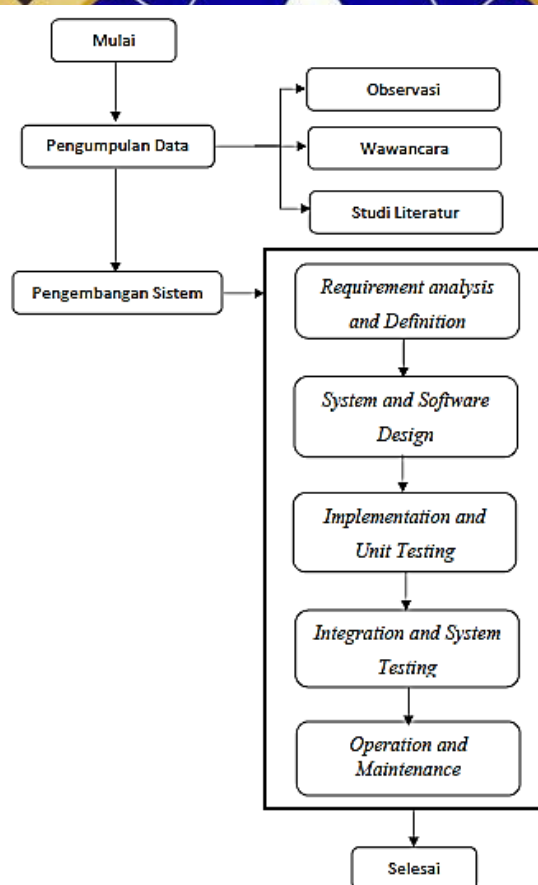 Mulai
Pengumpulan Data
Observasi
Wawancara
Studi Literatur
Pengembangan Sistem
Requirement analysis
and Definition
System and Software
Design
Implementation and
Unit Testing
Integration and System
Testing
Operation and
Maintenance
Selesai